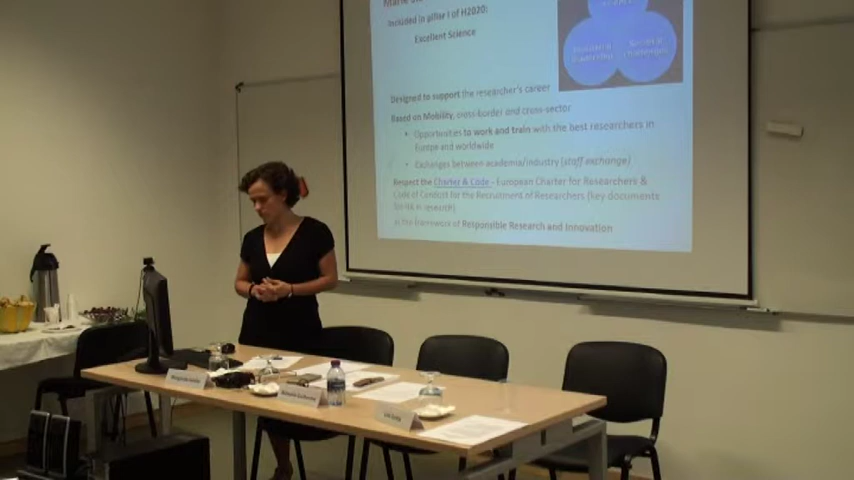 Included in pillar I of H2020:
Excellent Science
Designed to support the researcher's career
Based on Mobility, cross-border and cross-sector
• Opportunities to work and train with the best researchers in
Europe and worldwide
• Exchanges between academia/industry (staff exchange)
Respect the Charter & Code - European Charter for Researchers &
Code of Conduct for the Recruitment of Researchers (key documents
in research)
framework of Responsible Research and Innovation